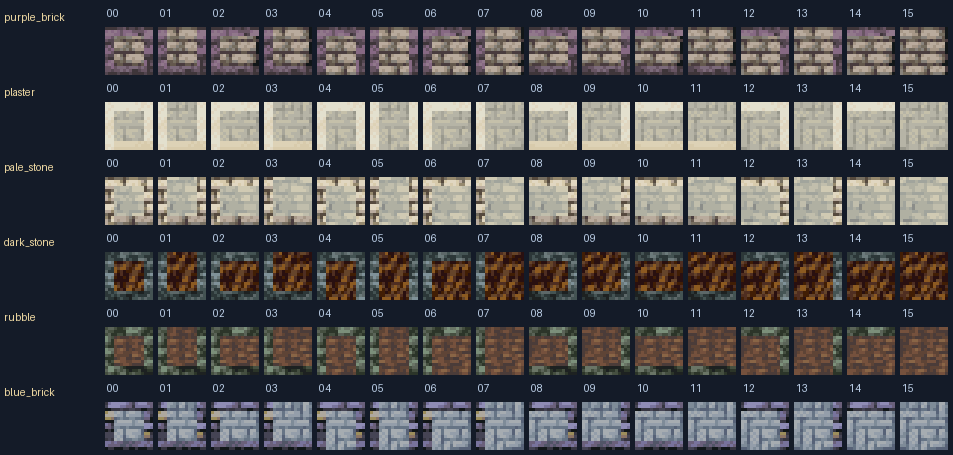 purple_brick 00 01 02 03 04 05 06 07 08 09 10 11 12 13 14 15
plaster 00 01 02 03 04 05 06 07 08 09 10 11 12 13 14 15
pale_stone 00 01 02 03 04 05 06 07 08 09 10 11 12 13 14 15
dark_stone 00 01 02 03 04 05 06 07 08 09 10 11 12 13 14 15
rubble 00 01 02 03 04 05 06 07 08 09 10 11 12 13 14 15
blue_brick 00 01 02 03 04 05 06 07 08 09 10 11 12 13 14 15